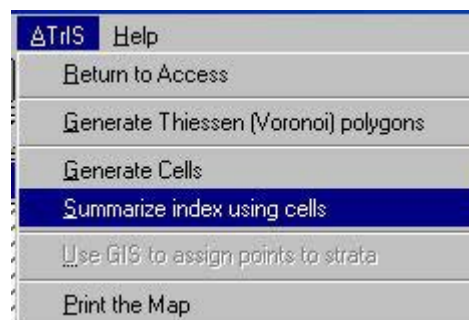 ATrIS Help
Return to Access
Generate Thiessen (Voronoi) polygons
Generate Cells
Summarize index using cells
Use GIS to assign points to strata
Print the Map